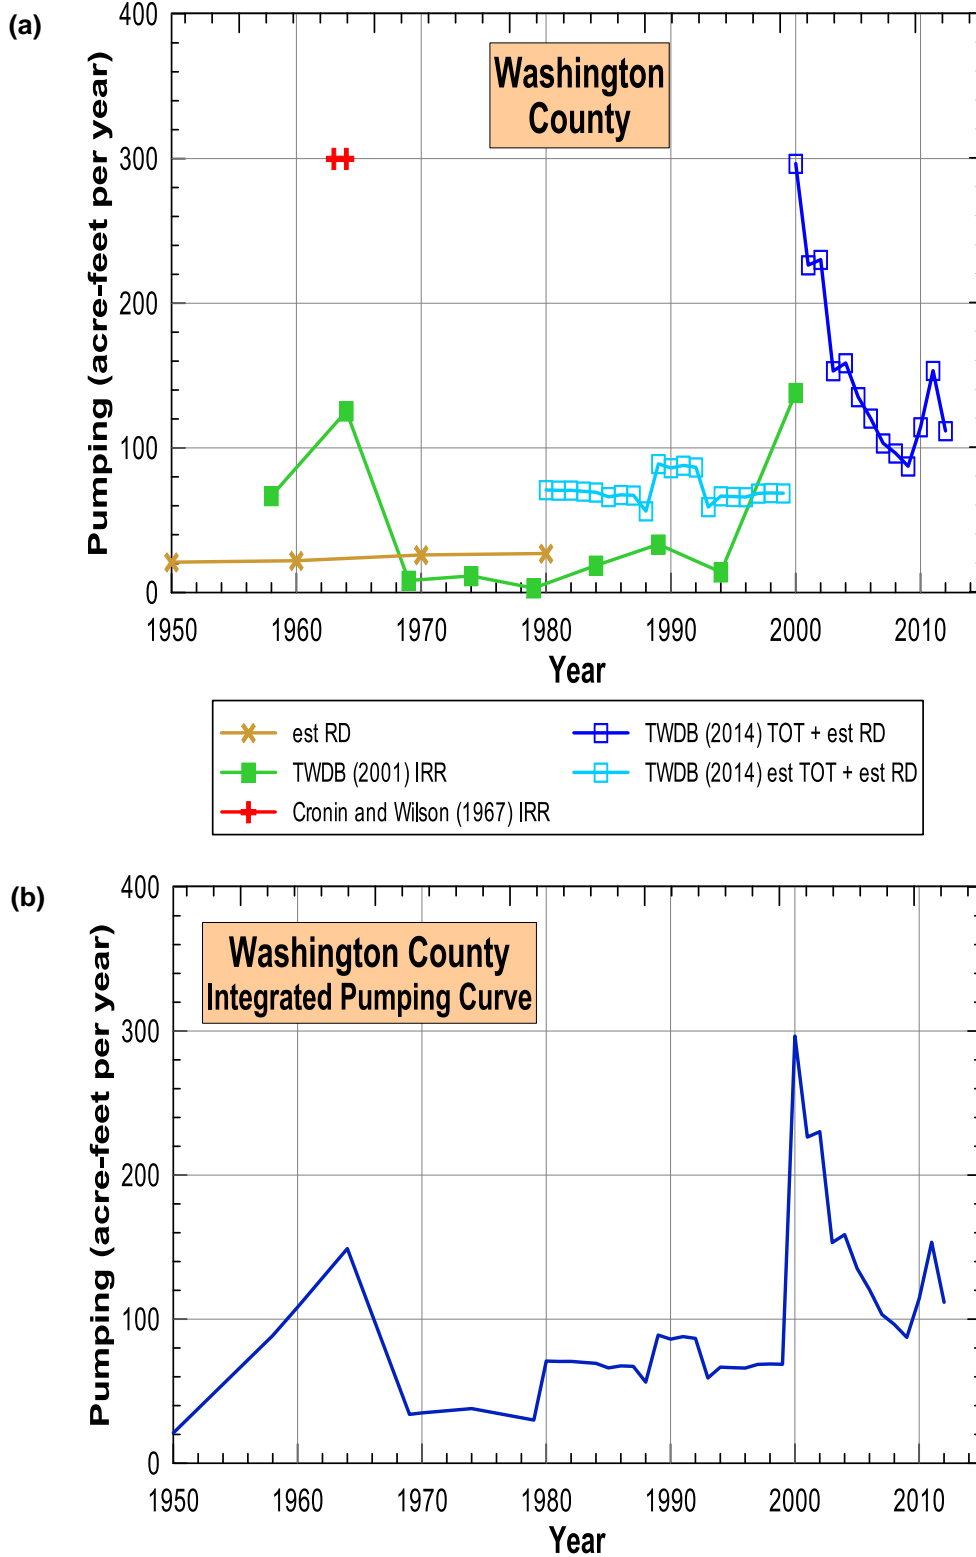 (a)
400
300
200
100
0
Pumping (acre-feet per year)
Washington
County
1950 1960 1970 1980 1990 2000 2010
Year
est RD
TWDB (2014) TOT + est RD
TWDB (2001) IRR
TWDB (2014) est TOT + est RD
Cronin and Wilson (1967) IRR
(b)
400
300
200
100
0
Pumping (acre-feet per year)
Washington County
Integrated Pumping Curve
1950 1960 1970 1980 1990 2000 2010
Year